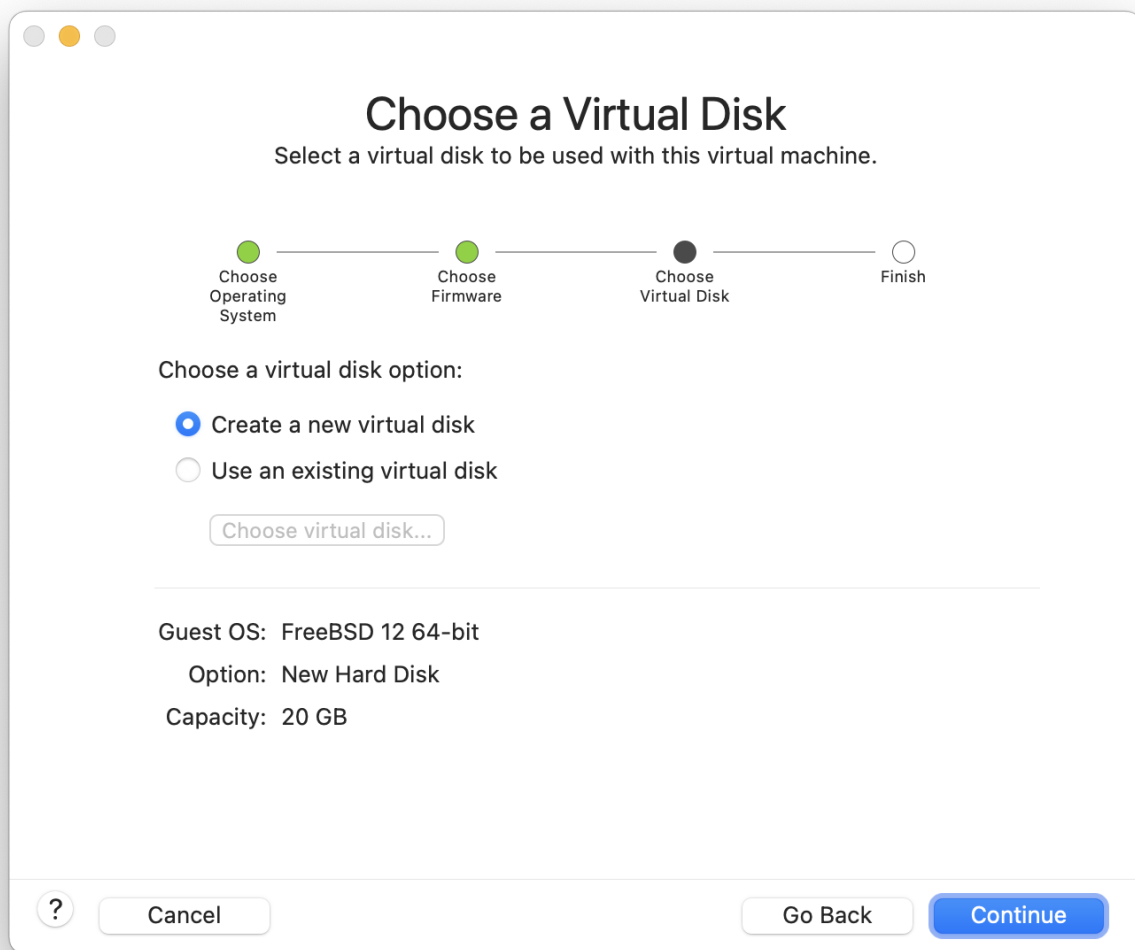 Choose a Virtual Disk
Select a virtual disk to be used with this virtual machine.
Choose
Operating
System
Choose
Firmware
Choose
Virtual Disk
Finish
Choose a virtual disk option:
Create a new virtual disk
Use an existing virtual disk
Choose virtual disk...
Guest OS: FreeBSD 12 64-bit
Option: New Hard Disk
Capacity: 20 GB
? Cancel Go Back Continue